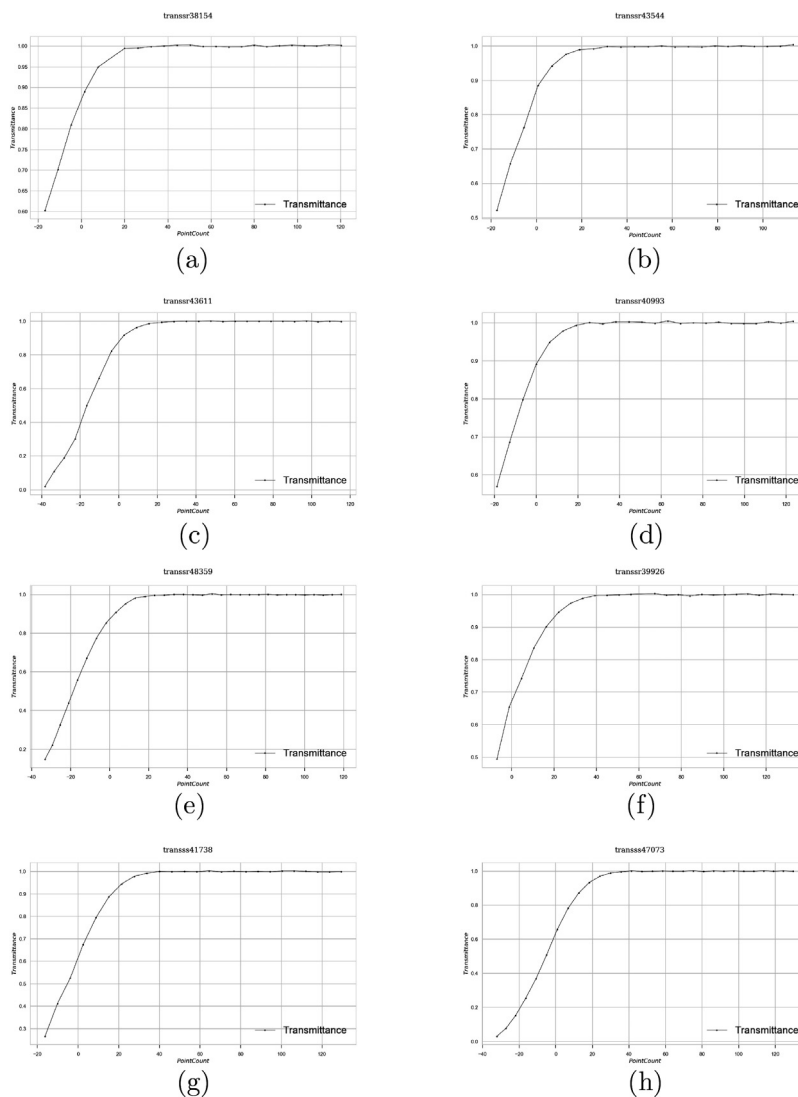 transsr38154
1.00
0.95
0.90
0.85
0.80
0.75
0.70
0.65
0.60
Transmittance
Transmittance
−20 0 20 40 60 80 100 120
PointCount
(a)
transsr43544
1.0
0.9
0.8
0.7
0.6
0.5
Transmittance
Transmittance
−20 0 20 40 60 80 100
PointCount
(b)
transsr43611
1.0
0.8
0.6
0.4
0.2
0.0
Transmittance
Transmittance
−40 −20 0 20 40 60 80 100 120
PointCount
(c)
transsr40993
1.0
0.9
0.8
0.7
0.6
Transmittance
Transmittance
−20 0 20 40 60 80 100 120
PointCount
(d)
transsr48359
1.0
0.8
0.6
0.4
0.2
Transmittance
Transmittance
−40 −20 0 20 40 60 80 100 120
PointCount
(e)
transsr39926
1.0
0.9
0.8
0.7
0.6
0.5
Transmittance
Transmittance
0 20 40 60 80 100 120
PointCount
(f)
transss41738
1.0
0.9
0.8
0.7
0.6
0.5
0.4
0.3
Transmittance
Transmittance
−20 0 20 40 60 80 100 120
PointCount
(g)
transss47073
1.0
0.8
0.6
0.4
0.2
0.0
Transmittance
Transmittance
−40 −20 0 20 40 60 80 100 120
PointCount
(h)